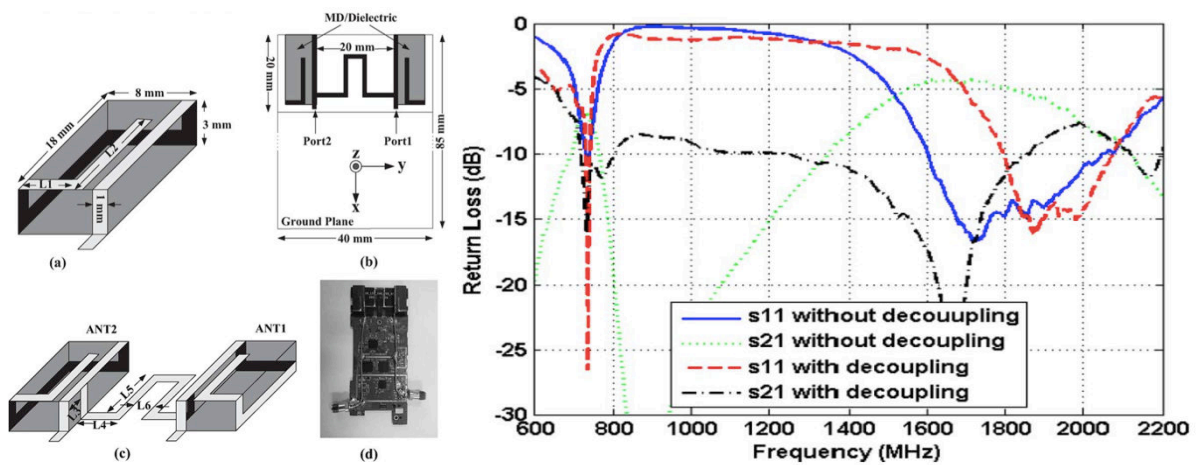 8 mm
18 mm
3 mm
L1
L2
1 mm
(a)
MD/Dielectric
20 mm
20 mm
Port2
Port1
z
y
x
85 mm
Ground Plane
40 mm
(b)
ANT2
ANT1
L3
L4
L5
L6
(c)
(d)
Return Loss (dB)
0
-5
-10
-15
-20
-25
-30
s11 without decouupling
s21 without decoupling
s11 with decoupling
s21 with decoupling
600
800
1000
1200
1400
1600
1800
2000
2200
Frequency (MHz)